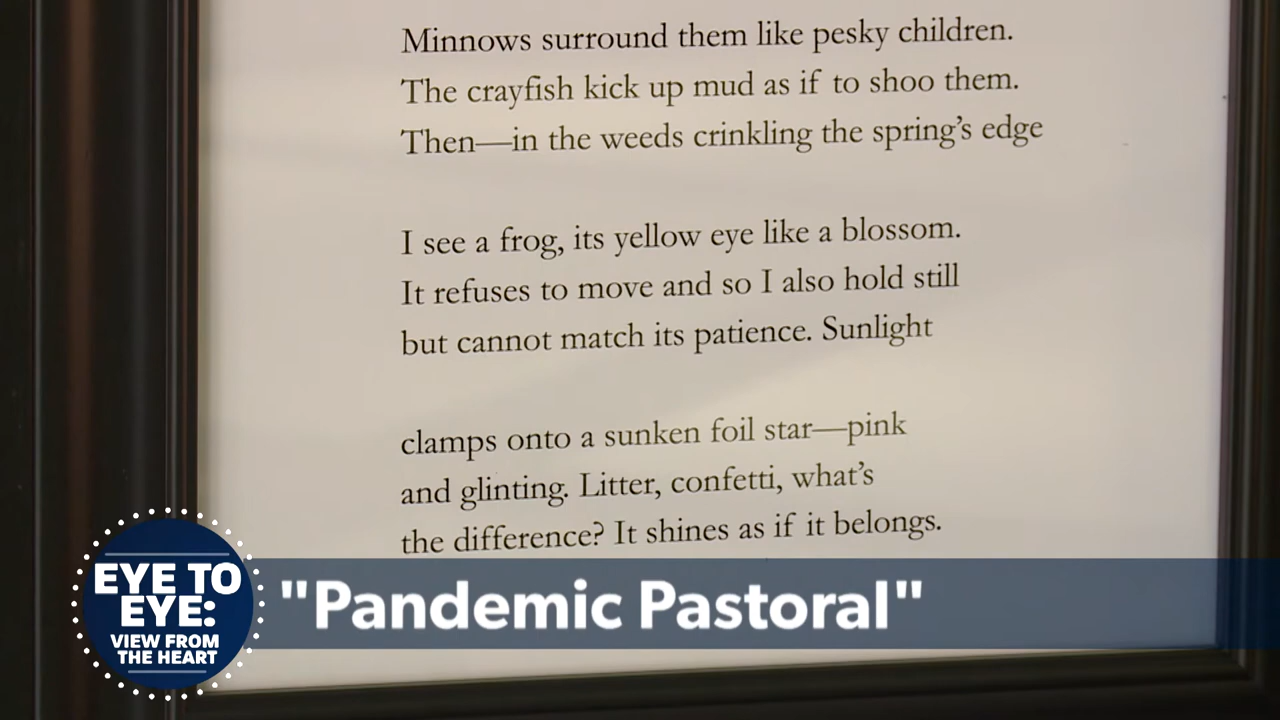 Minnows surround them like pesky children.
The crayfish kick up mud as if to shoo them.
Then—in the weeds crinkling the spring's edge
I see a frog, its yellow eye like a blossom.
It refuses to move and so I also hold still
but cannot match its patience. Sunlight
clamps onto a sunken foil star—pink
and glinting. Litter, confetti, what's
the difference? It shines as if it belongs.
EYE TO
EYE:
VIEW FROM
THE HEART
"Pandemic Pastoral"